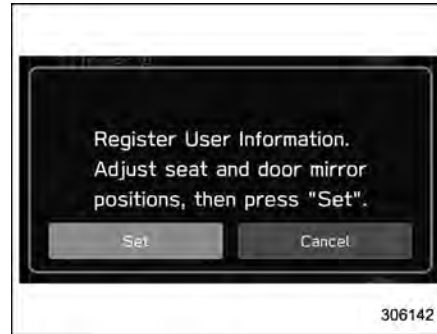 Register User Information.
Adjust seat and door mirror
positions, then press "Set".
Set
Cancel
306142